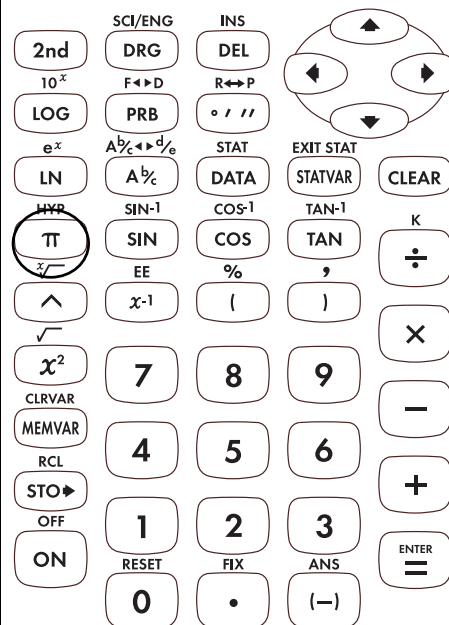 SCI/ENG INS
2nd DRG DEL
10ˣ F◂▸D R↔P
LOG PRB ° ′ ″
eˣ Ab⁄c◂▸d⁄e STAT EXIT STAT
LN Ab⁄c DATA STATVAR CLEAR
HYP SIN-1 COS-1 TAN-1 K
π SIN COS TAN ÷
ˣ√ EE % ,
^ x-1 ( ) ×
√
x² 7 8 9 −
CLRVAR
MEMVAR 4 5 6
RCL
STO▸ +
OFF
ON 1 2 3 ENTER =
RESET FIX ANS
0 . (–)